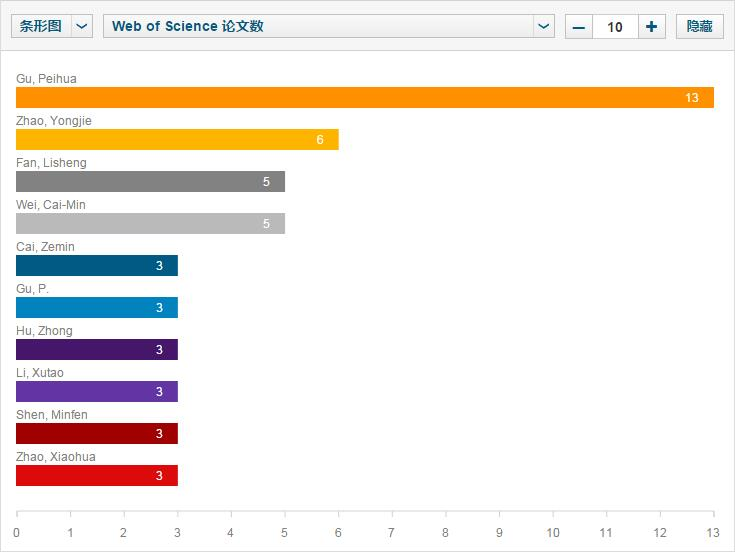 条形图 Web of Science 论文数 − 10 + 隐藏
Gu, Peihua
13
Zhao, Yongjie
6
Fan, Lisheng
5
Wei, Cai-Min
5
Cai, Zemin
3
Gu, P.
3
Hu, Zhong
3
Li, Xutao
3
Shen, Minfen
3
Zhao, Xiaohua
3
0 1 2 3 4 5 6 7 8 9 10 11 12 13